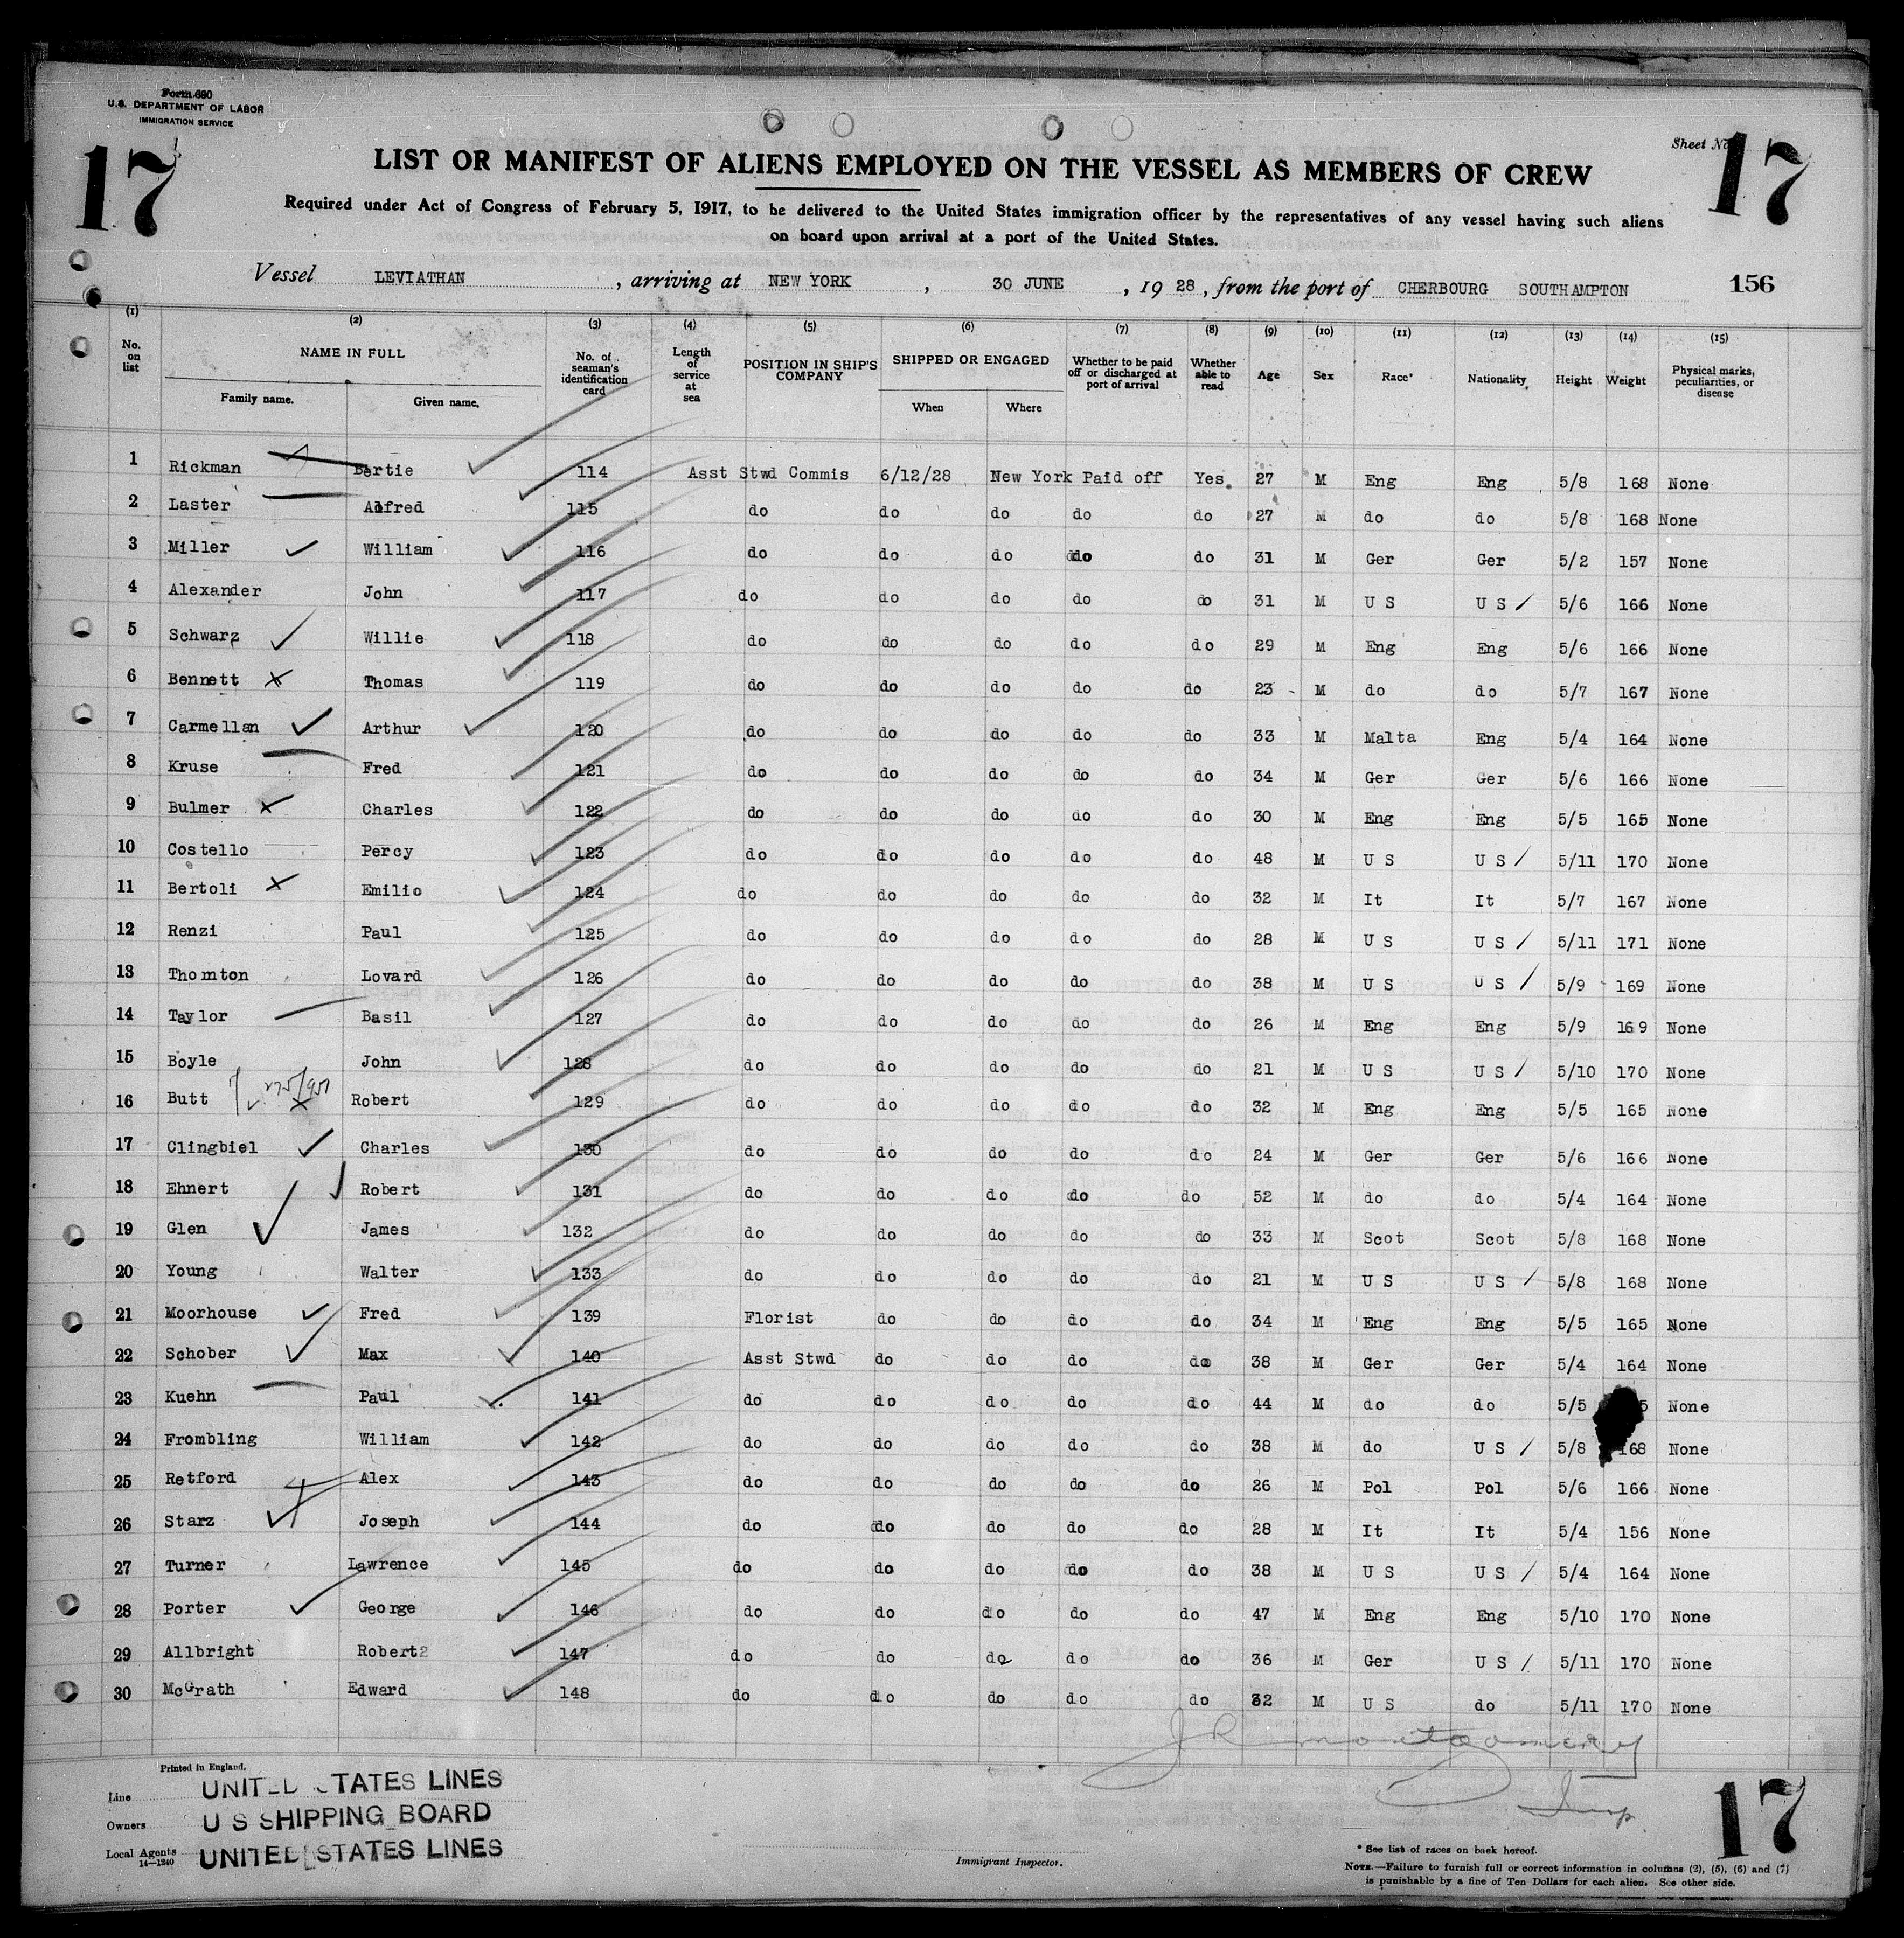 Form 690
U.S. DEPARTMENT OF LABOR
IMMIGRATION SERVICE
17
Sheet No. 17
LIST OR MANIFEST OF ALIENS EMPLOYED ON THE VESSEL AS MEMBERS OF CREW
Required under Act of Congress of February 5, 1917, to be delivered to the United States immigration officer by the representatives of any vessel having such aliens
on board upon arrival at a port of the United States.
Vessel LEVIATHAN , arriving at NEW YORK , 30 JUNE , 19 28 , from the port of CHERBOURG SOUTHAMPTON 156
(1) (2) (3) (4) (5) (6) (7) (8) (9) (10) (11) (12) (13) (14) (15)
No. on list NAME IN FULL Family name. Given name. No. of seaman's identification card Length of service at sea POSITION IN SHIP'S COMPANY SHIPPED OR ENGAGED When Where Whether to be paid off or discharged at port of arrival Whether able to read Age Sex Race* Nationality Height Weight Physical marks, peculiarities, or disease
1 Rickman Bertie 114 Asst Stwd Commis 6/12/28 New York Paid off Yes. 27 M Eng Eng 5/8 168 None
2 Laster Alfred 115 do do do do do 27 M do do 5/8 168 None
3 Miller William 116 do do do do do 31 M Ger Ger 5/2 157 None
4 Alexander John 117 do do do do do 31 M U S U S 5/6 166 None
5 Schwarz Willie 118 do do do do do 29 M Eng Eng 5/6 166 None
6 Bennett Thomas 119 do do do do do 23 M do do 5/7 167 None
7 Carmellan Arthur 120 do do do do do 33 M Malta Eng 5/4 164 None
8 Kruse Fred 121 do do do do do 34 M Ger Ger 5/6 166 None
9 Bulmer Charles 122 do do do do do 30 M Eng Eng 5/5 165 None
10 Costello Percy 123 do do do do do 48 M U S U S 5/11 170 None
11 Bertoli Emilio 124 do do do do do 32 M It It 5/7 167 None
12 Renzi Paul 125 do do do do do 28 M U S U S 5/11 171 None
13 Thomton Lovard 126 do do do do do 38 M U S U S 5/9 169 None
14 Taylor Basil 127 do do do do do 26 M Eng Eng 5/9 169 None
15 Boyle John 128 do do do do do 21 M U S U S 5/10 170 None
16 Butt Robert 129 do do do do do 32 M Eng Eng 5/5 165 None
17 Clingbiel Charles 130 do do do do do 24 M Ger Ger 5/6 166 None
18 Ehnert Robert 131 do do do do do 52 M do do 5/4 164 None
19 Glen James 132 do do do do do 33 M Scot Scot 5/8 168 None
20 Young Walter 133 do do do do do 21 M U S U S 5/8 168 None
21 Moorhouse Fred 139 Florist do do do do 34 M Eng Eng 5/5 165 None
22 Schober Max 140 Asst Stwd do do do do 38 M Ger Ger 5/4 164 None
23 Kuehn Paul 141 do do do do do 44 M do do 5/5 None
24 Frombling William 142 do do do do do 38 M do U S 5/8 168 None
25 Retford Alex 143 do do do do do 26 M Pol Pol 5/6 166 None
26 Starz Joseph 144 do do do do do 28 M It It 5/4 156 None
27 Turner Lawrence 145 do do do do do 38 M U S U S 5/4 164 None
28 Porter George 146 do do do do do 47 M Eng Eng 5/10 170 None
29 Allbright Robert2 147 do do do do do 36 M Ger U S 5/11 170 None
30 McGrath Edward 148 do do do do do 32 M U S do 5/11 170 None
J R Montgomery
Insp.
Printed in England.
Line UNITED STATES LINES
Owners U S SHIPPING BOARD
Local Agents UNITED STATES LINES
14—1240
Immigrant Inspector.
17
* See list of races on back hereof.
NOTE.—Failure to furnish full or correct information in columns (2), (5), (6) and (7)
is punishable by a fine of Ten Dollars for each alien. See other side.